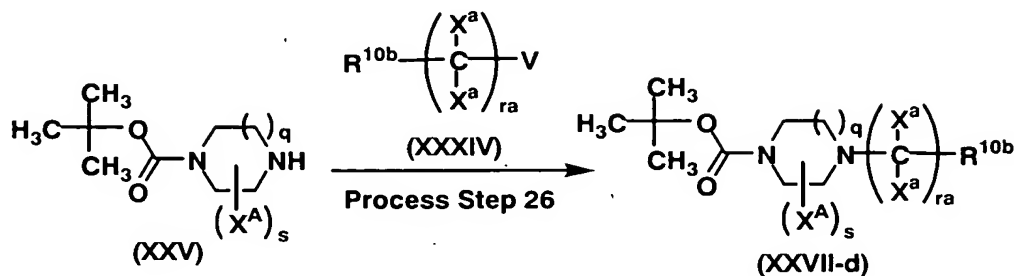 R10b
Xa
C
Xa
ra
V
(XXXIV)
Process Step 26
CH3
H3C
CH3
O
O
N
( )q
NH
(XA)s
(XXV)
CH3
H3C
CH3
O
O
N
( )q
N
Xa
C
Xa
ra
R10b
(XA)s
(XXVII-d)